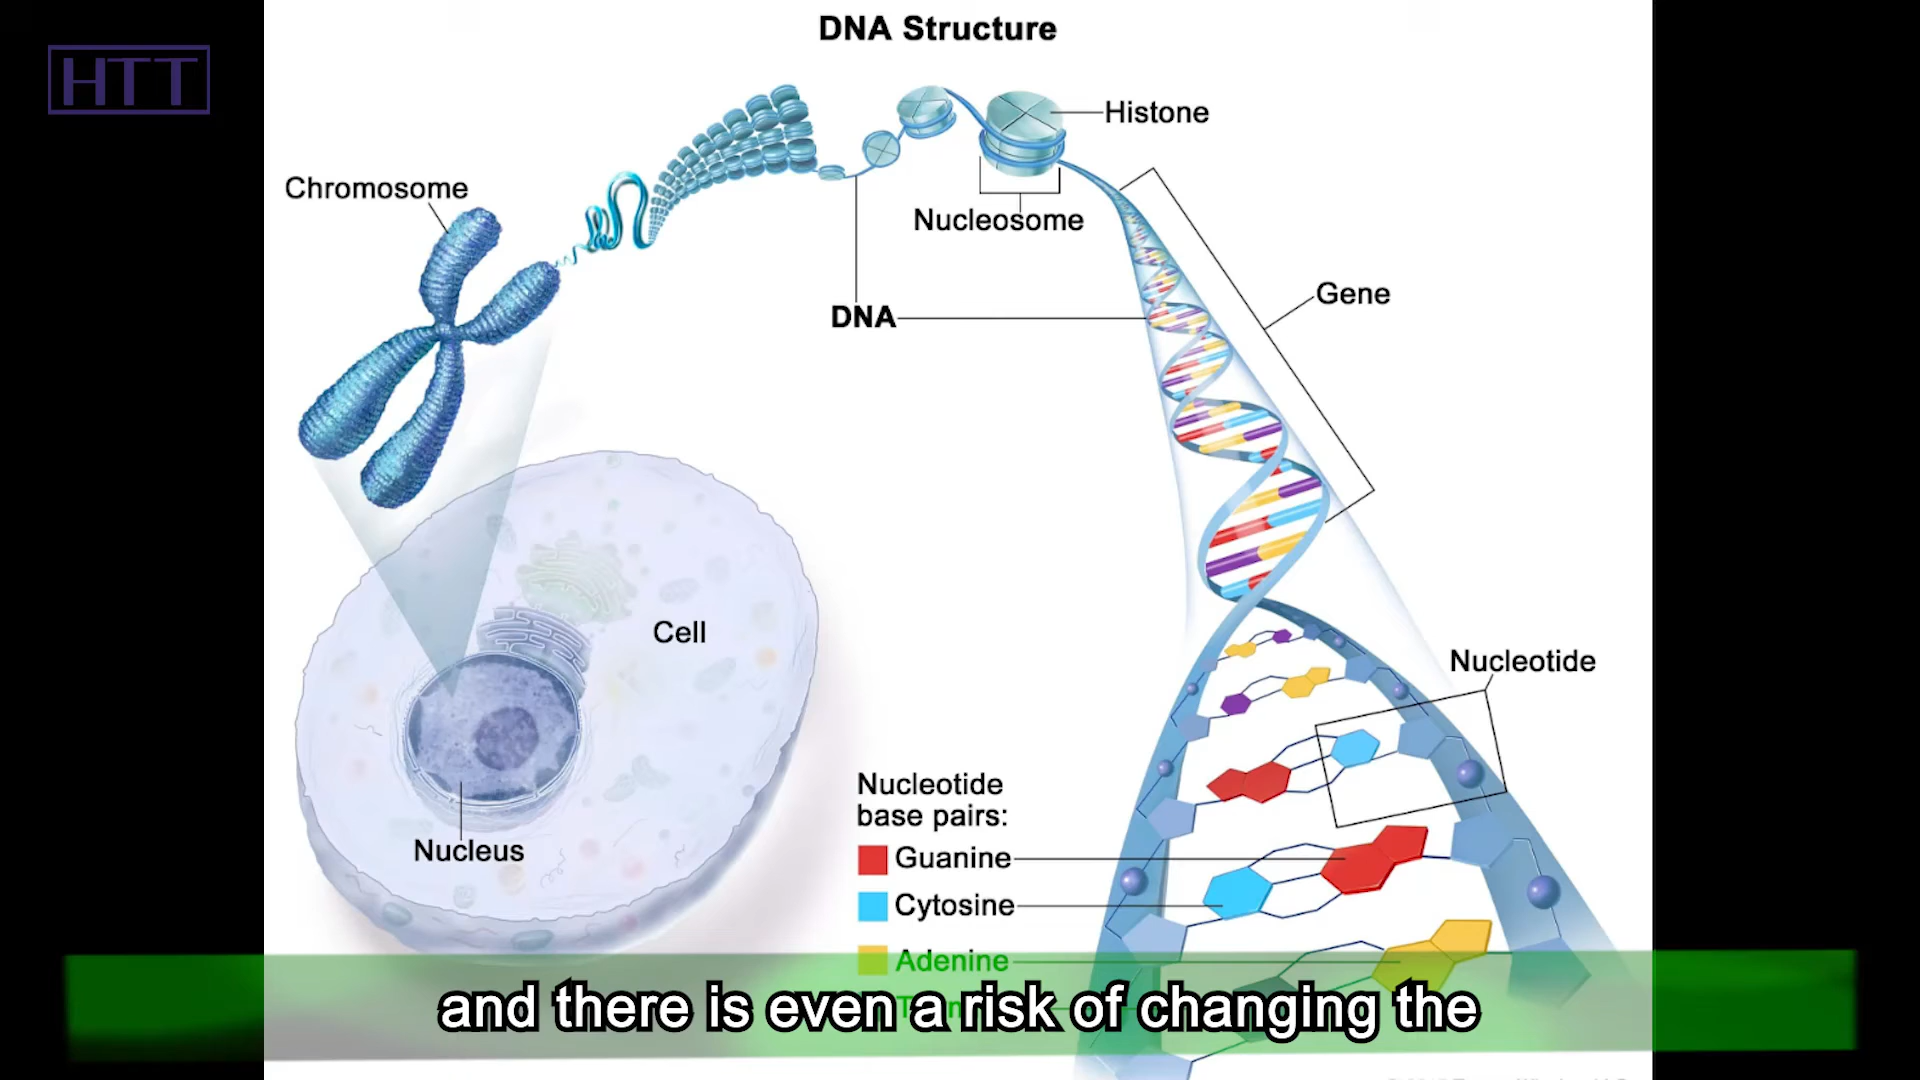 DNA Structure
HTT
Histone
Chromosome
Nucleosome
Gene
DNA
Cell
Nucleotide
Nucleus
Nucleotide
base pairs:
Guanine
Cytosine
Adenine
and there is even a risk of changing the